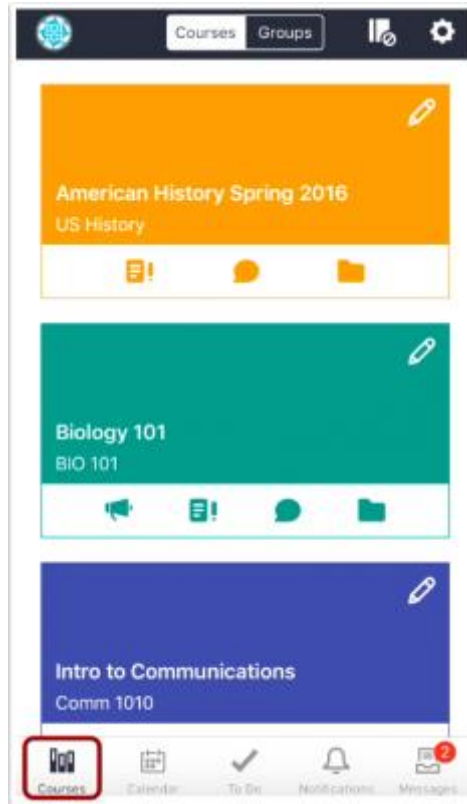 Courses Groups
American History Spring 2016
US History
Biology 101
BIO 101
Intro to Communications
Comm 1010
2
Courses Calendar To Do Notifications Messages